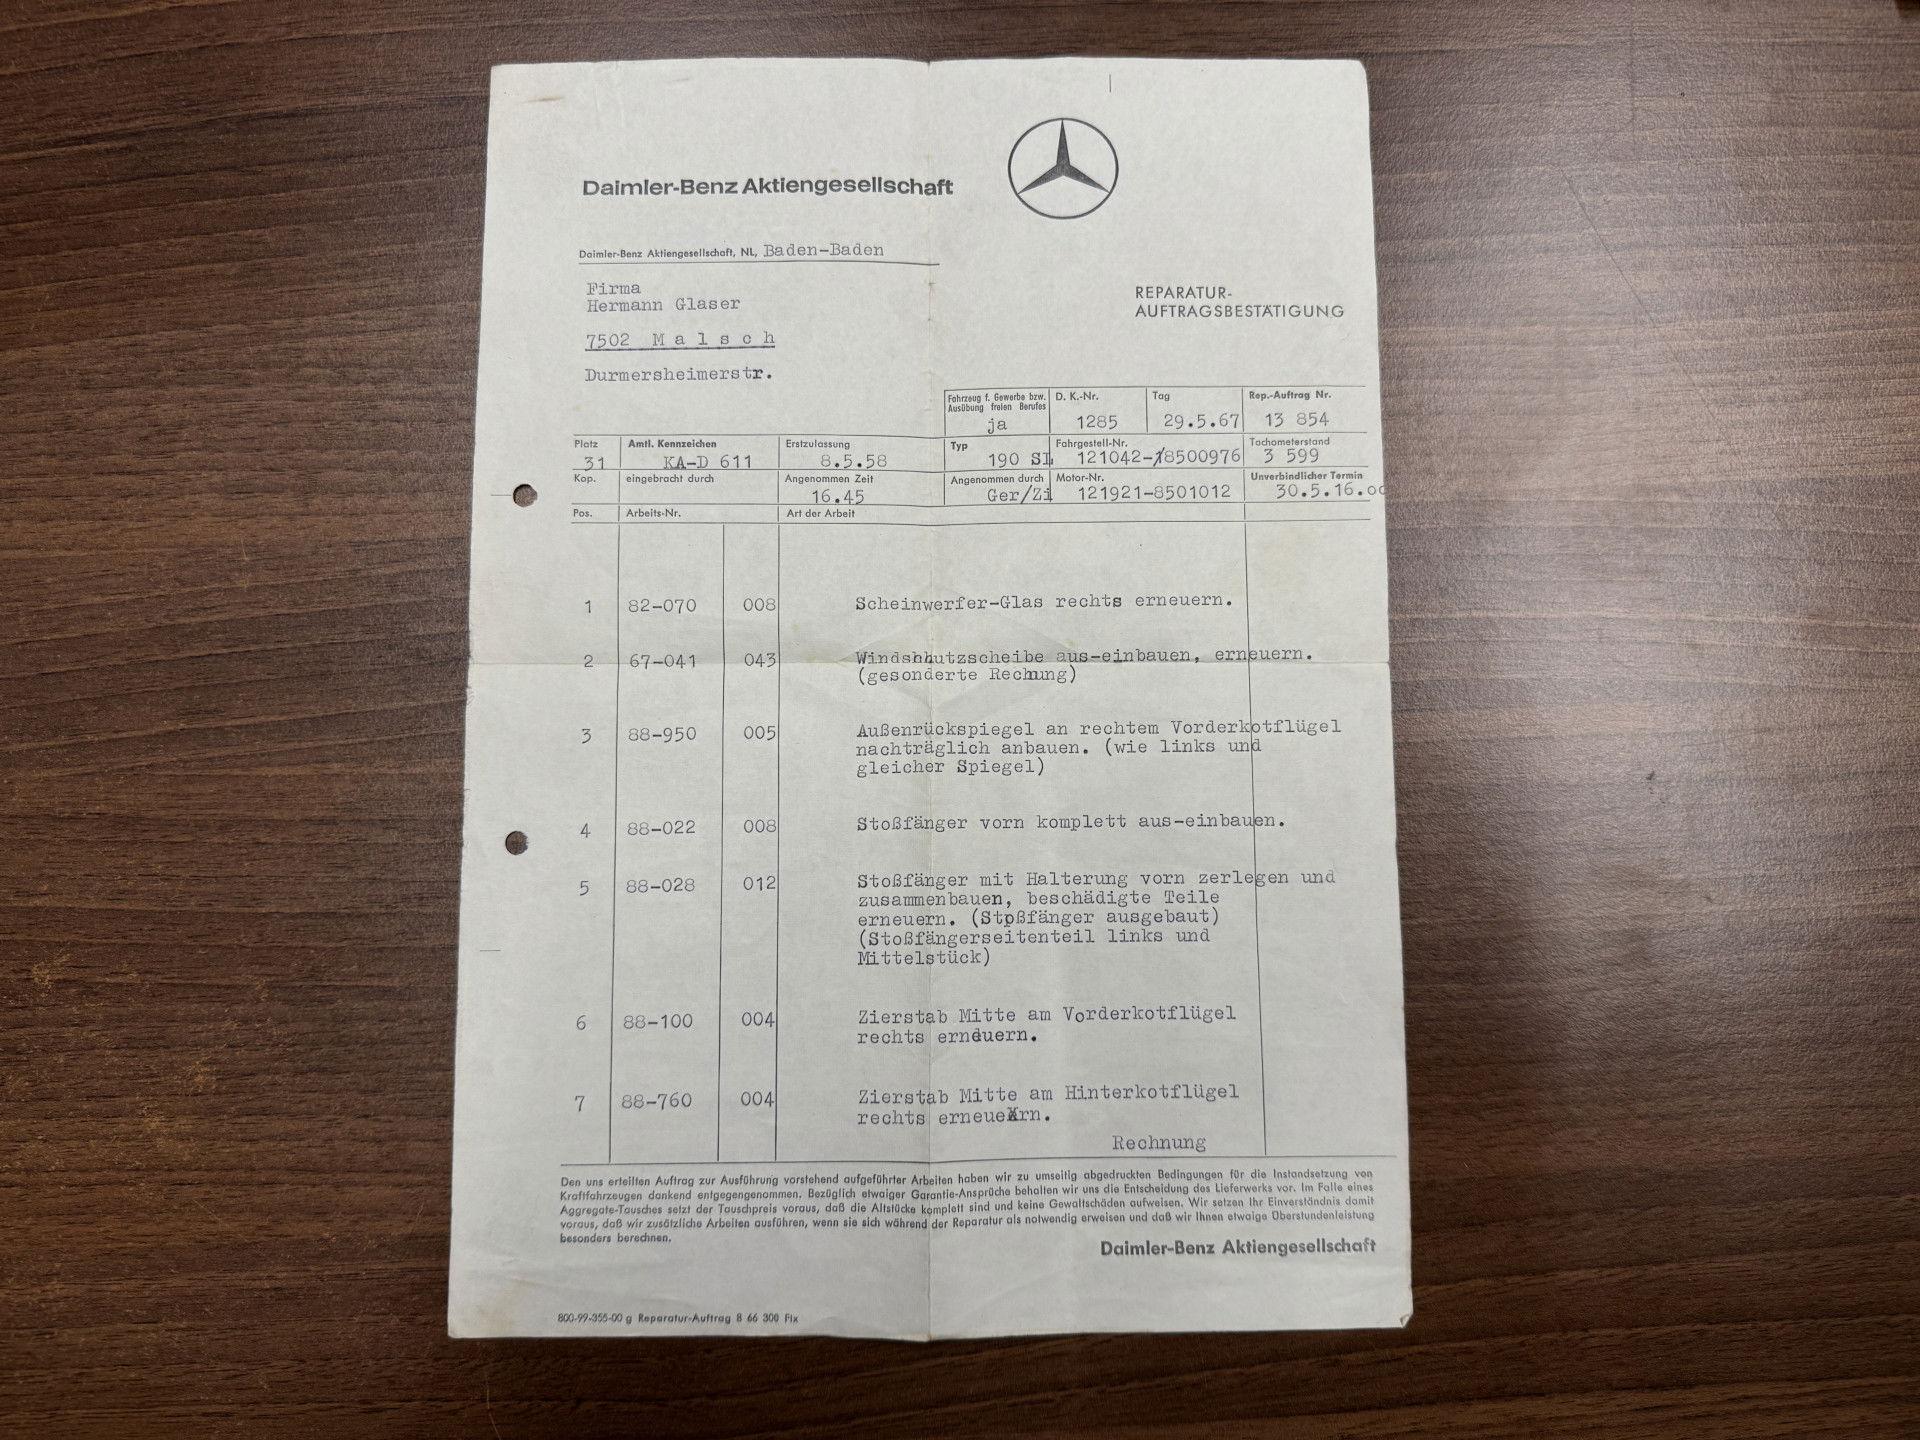 Daimler-Benz Aktiengesellschaft
Daimler-Benz Aktiengesellschaft, NL, Baden-Baden
Firma
Hermann Glaser
7502 Malsch
Durmersheimerstr.
REPARATUR-
AUFTRAGSBESTÄTIGUNG
Fahrzeug f. Gewerbe bzw. Ausübung freien Berufes D. K.-Nr. Tag Rep.-Auftrag Nr.
ja 1285 29.5.67 13 854
Platz Amtl. Kennzeichen Erstzulassung Typ Fahrgestell-Nr. Tachometerstand
31 KA-D 611 8.5.58 190 SL 121042-8500976 3 599
Kop. eingebracht durch Angenommen Zeit Angenommen durch Motor-Nr. Unverbindlicher Termin
16.45 Ger/Zi 121921-8501012 30.5.16.oo
Pos. Arbeits-Nr. Art der Arbeit
1 82-070 008 Scheinwerfer-Glas rechts erneuern.
2 67-041 043 Windshhutzscheibe aus-einbauen, erneuern.
(gesonderte Rechung)
3 88-950 005 Außenrückspiegel an rechtem Vorderkotflügel
nachträglich anbauen. (wie links und
gleicher Spiegel)
4 88-022 008 Stoßfänger vorn komplett aus-einbauen.
5 88-028 012 Stoßfänger mit Halterung vorn zerlegen und
zusammenbauen, beschädigte Teile
erneuern. (Stpßfänger ausgebaut)
(Stoßfängerseitenteil links und
Mittelstück)
6 88-100 004 Zierstab Mitte am Vorderkotflügel
rechts erneuern.
7 88-760 004 Zierstab Mitte am Hinterkotflügel
rechts erneuern.
Rechnung
Den uns erteilten Auftrag zur Ausführung vorstehend aufgeführter Arbeiten haben wir zu umseitig abgedruckten Bedingungen für die Instandsetzung von
Kraftfahrzeugen dankend entgegengenommen. Bezüglich etwaiger Garantie-Ansprüche behalten wir uns die Entscheidung des Lieferwerks vor. Im Falle eines
Aggregate-Tausches setzt der Tauschpreis voraus, daß die Altstücke komplett sind und keine Gewaltschäden aufweisen. Wir setzen Ihr Einverständnis damit
voraus, daß wir zusätzliche Arbeiten ausführen, wenn sie sich während der Reparatur als notwendig erweisen und daß wir Ihnen etwaige Überstundenleistung
besonders berechnen.
Daimler-Benz Aktiengesellschaft
800-99-355-00 g Reparatur-Auftrag 8 66 300 Fix